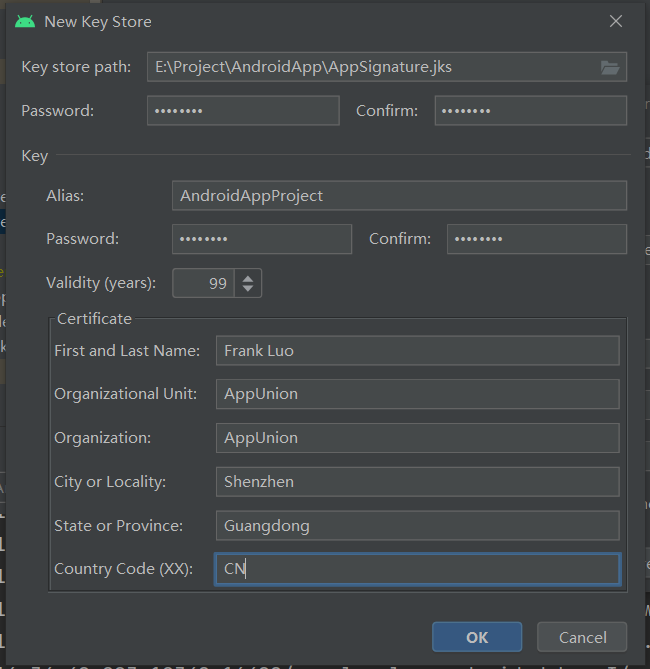 New Key Store
Key store path: E:\Project\AndroidApp\AppSignature.jks
Password: •••••••• Confirm: ••••••••
Key
Alias: AndroidAppProject
Password: •••••••• Confirm: ••••••••
Validity (years): 99
Certificate
First and Last Name: Frank Luo
Organizational Unit: AppUnion
Organization: AppUnion
City or Locality: Shenzhen
State or Province: Guangdong
Country Code (XX): CN
OK Cancel